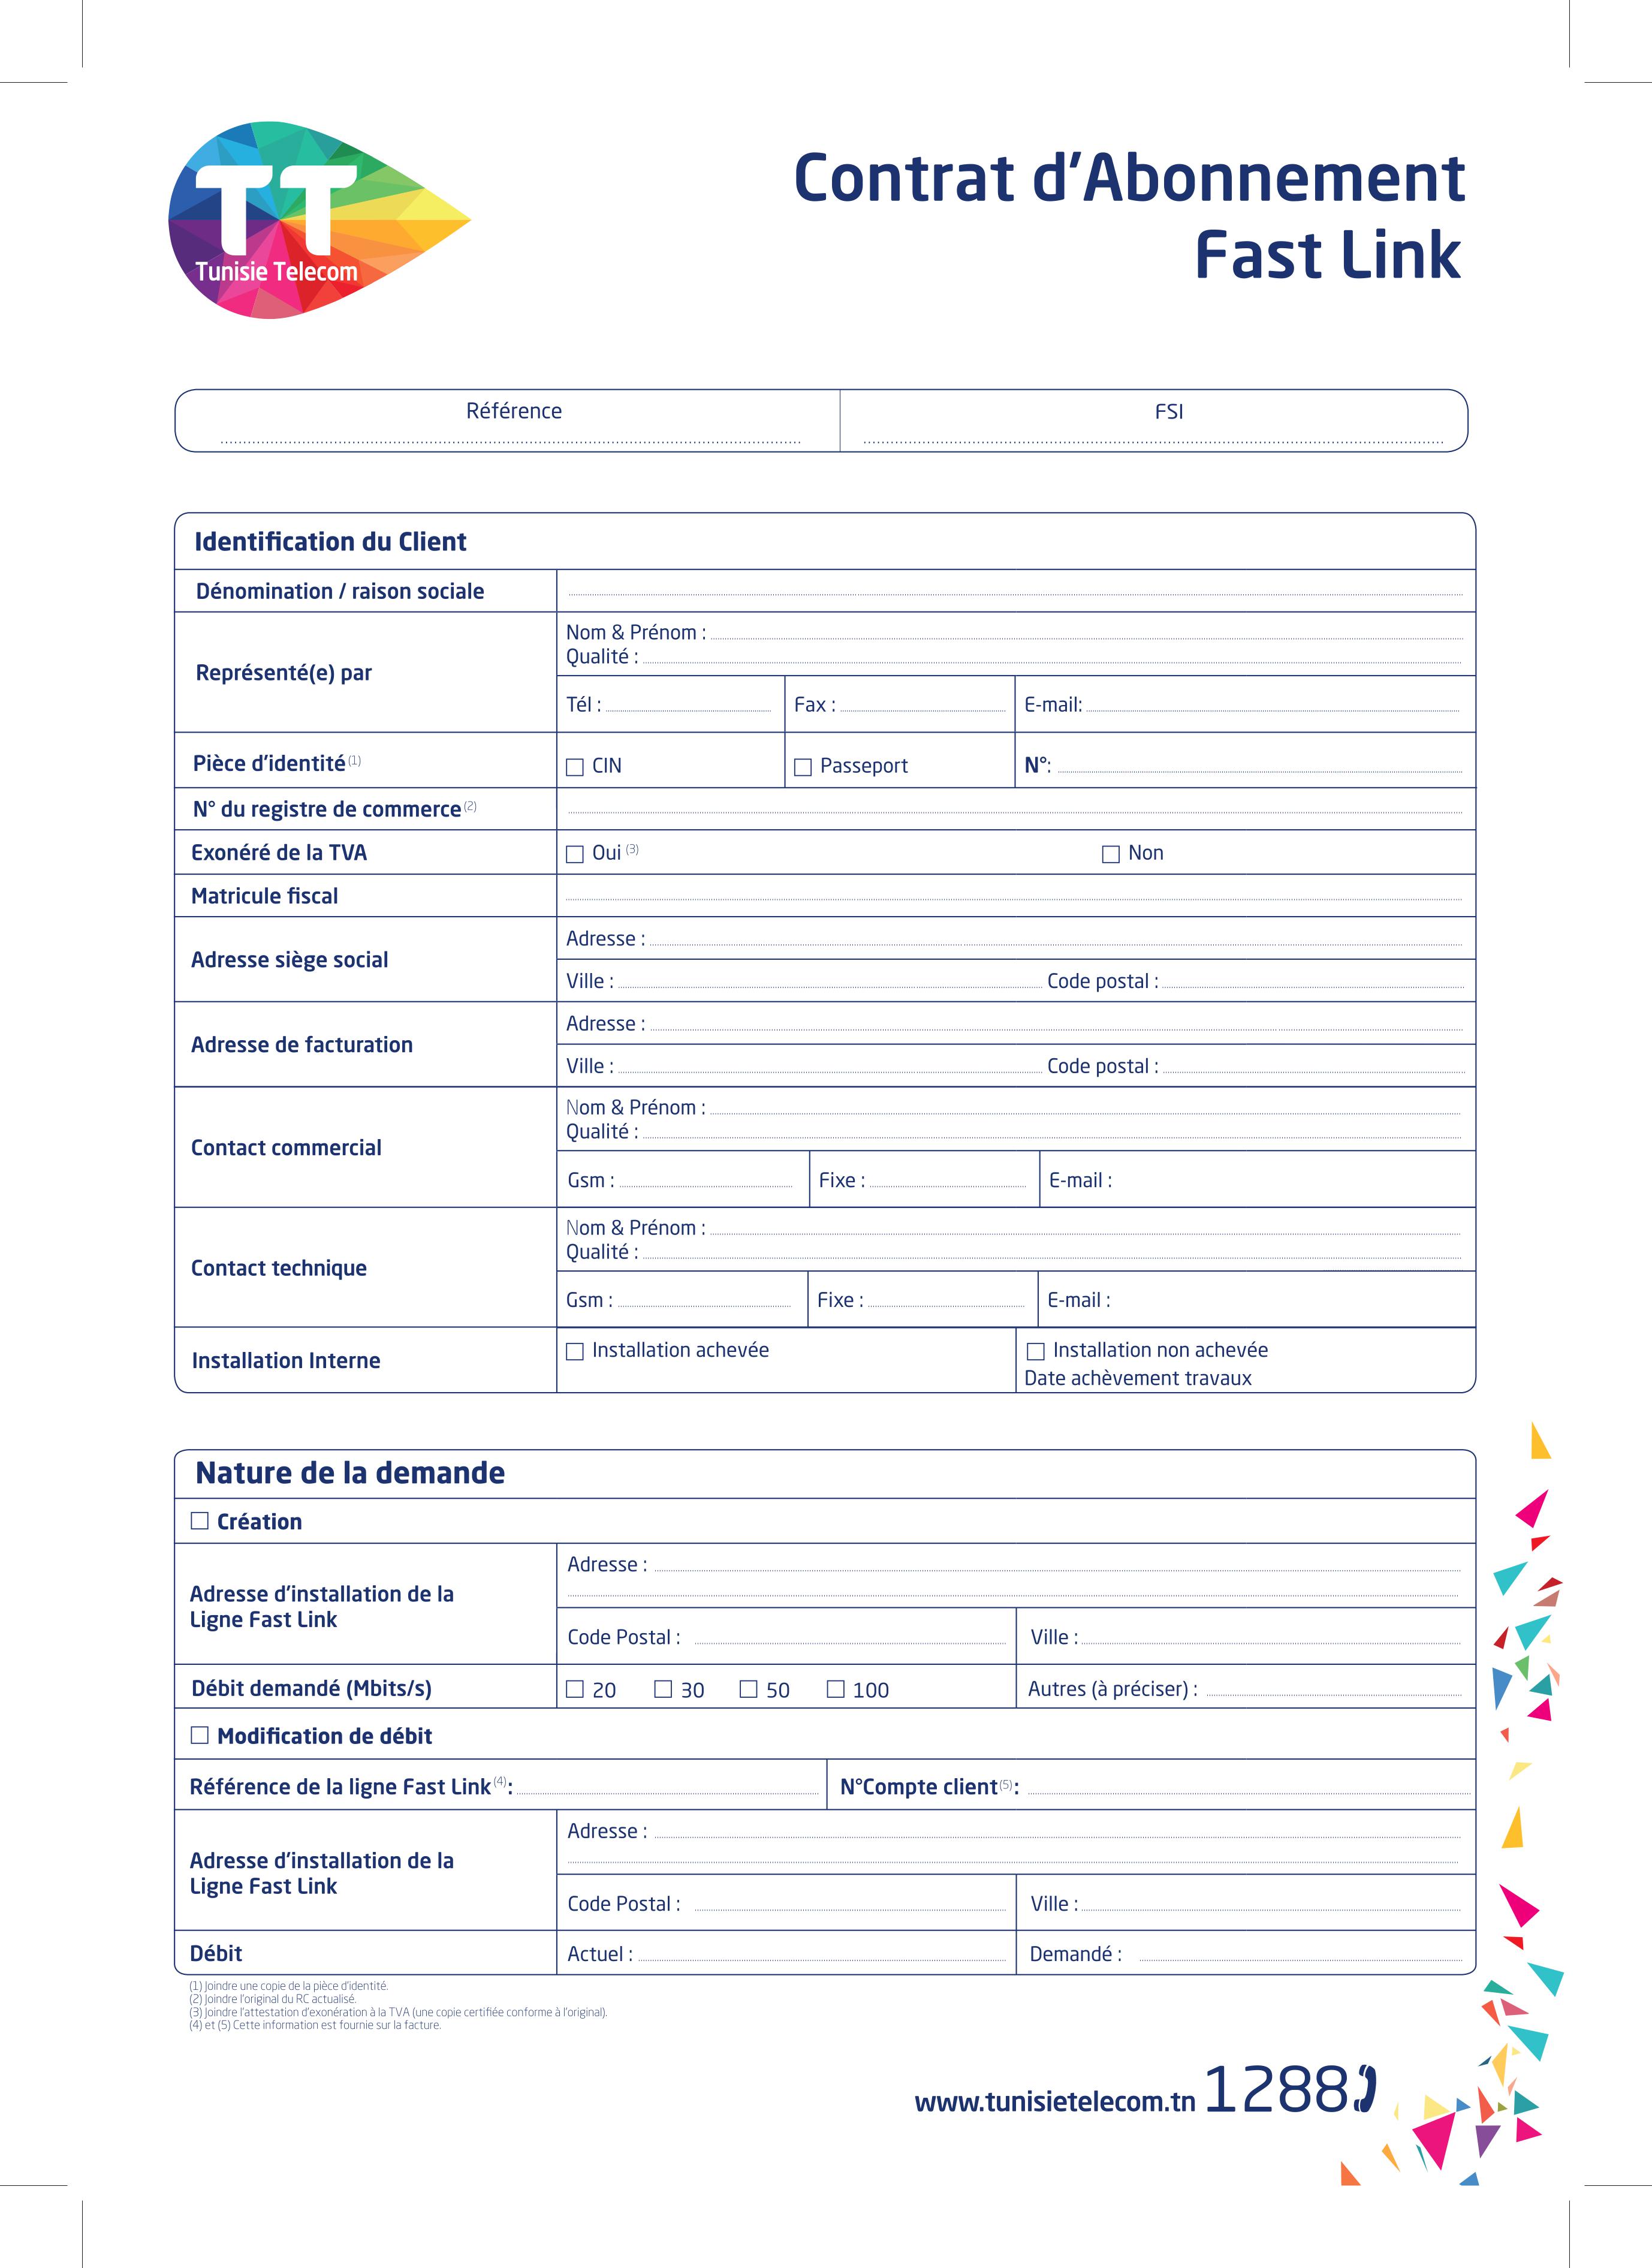 TT
Tunisie Telecom
Contrat d'Abonnement
Fast Link
Référence
FSI
Identification du Client
Dénomination / raison sociale
Représenté(e) par
Nom & Prénom :
Qualité :
Tél : Fax : E-mail:
Pièce d'identité (1) CIN Passeport N°:
N° du registre de commerce (2)
Exonéré de la TVA Oui (3) Non
Matricule fiscal
Adresse siège social
Adresse :
Ville : Code postal :
Adresse de facturation
Adresse :
Ville : Code postal :
Contact commercial
Nom & Prénom :
Qualité :
Gsm : Fixe : E-mail :
Contact technique
Nom & Prénom :
Qualité :
Gsm : Fixe : E-mail :
Installation Interne
Installation achevée
Installation non achevée
Date achèvement travaux
Nature de la demande
Création
Adresse d'installation de la
Ligne Fast Link
Adresse :
Code Postal : Ville :
Débit demandé (Mbits/s) 20 30 50 100 Autres (à préciser) :
Modification de débit
Référence de la ligne Fast Link (4): N°Compte client (5):
Adresse d'installation de la
Ligne Fast Link
Adresse :
Code Postal : Ville :
Débit Actuel : Demandé :
(1) Joindre une copie de la pièce d'identité.
(2) Joindre l'original du RC actualisé.
(3) Joindre l'attestation d'exonération à la TVA (une copie certifiée conforme à l'original).
(4) et (5) Cette information est fournie sur la facture.
www.tunisietelecom.tn 1288